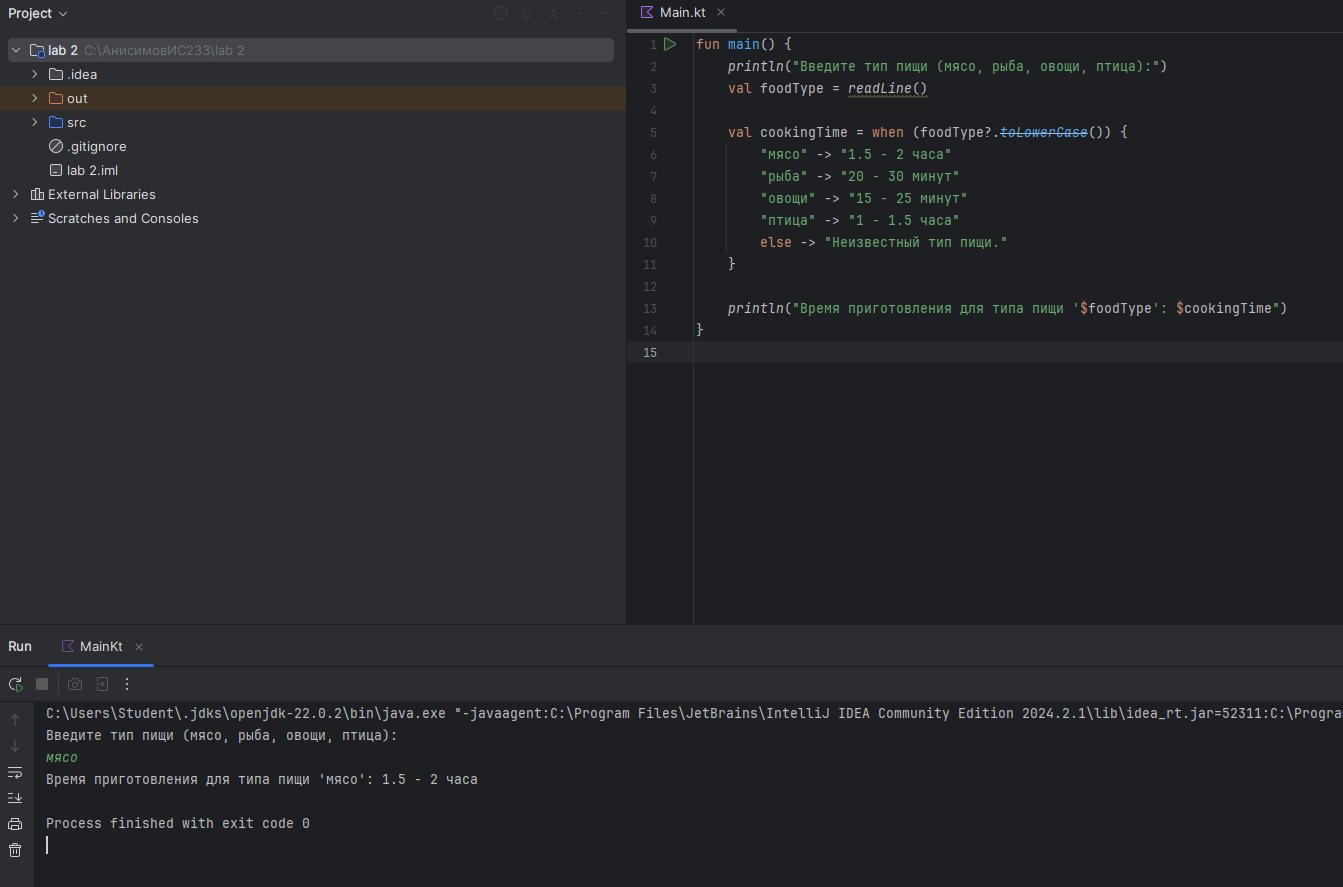 Project
lab 2 C:\АнисимовИС233\lab 2
.idea
out
src
.gitignore
lab 2.iml
External Libraries
Scratches and Consoles
Main.kt
1 fun main() {
2 println("Введите тип пищи (мясо, рыба, овощи, птица):")
3 val foodType = readLine()
4
5 val cookingTime = when (foodType?.toLowerCase()) {
6 "мясо" -> "1.5 - 2 часа"
7 "рыба" -> "20 - 30 минут"
8 "овощи" -> "15 - 25 минут"
9 "птица" -> "1 - 1.5 часа"
10 else -> "Неизвестный тип пищи."
11 }
12
13 println("Время приготовления для типа пищи '$foodType': $cookingTime")
14 }
15
Run MainKt
C:\Users\Student\.jdks\openjdk-22.0.2\bin\java.exe "-javaagent:C:\Program Files\JetBrains\IntelliJ IDEA Community Edition 2024.2.1\lib\idea_rt.jar=52311:C:\Progra
Введите тип пищи (мясо, рыба, овощи, птица):
мясо
Время приготовления для типа пищи 'мясо': 1.5 - 2 часа
Process finished with exit code 0